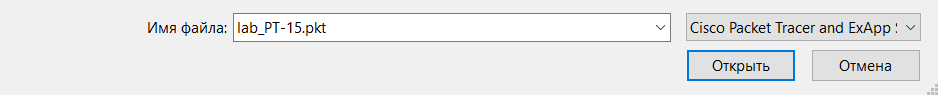 Имя файла: lab_PT-15.pkt Cisco Packet Tracer and ExApp
Открыть Отмена